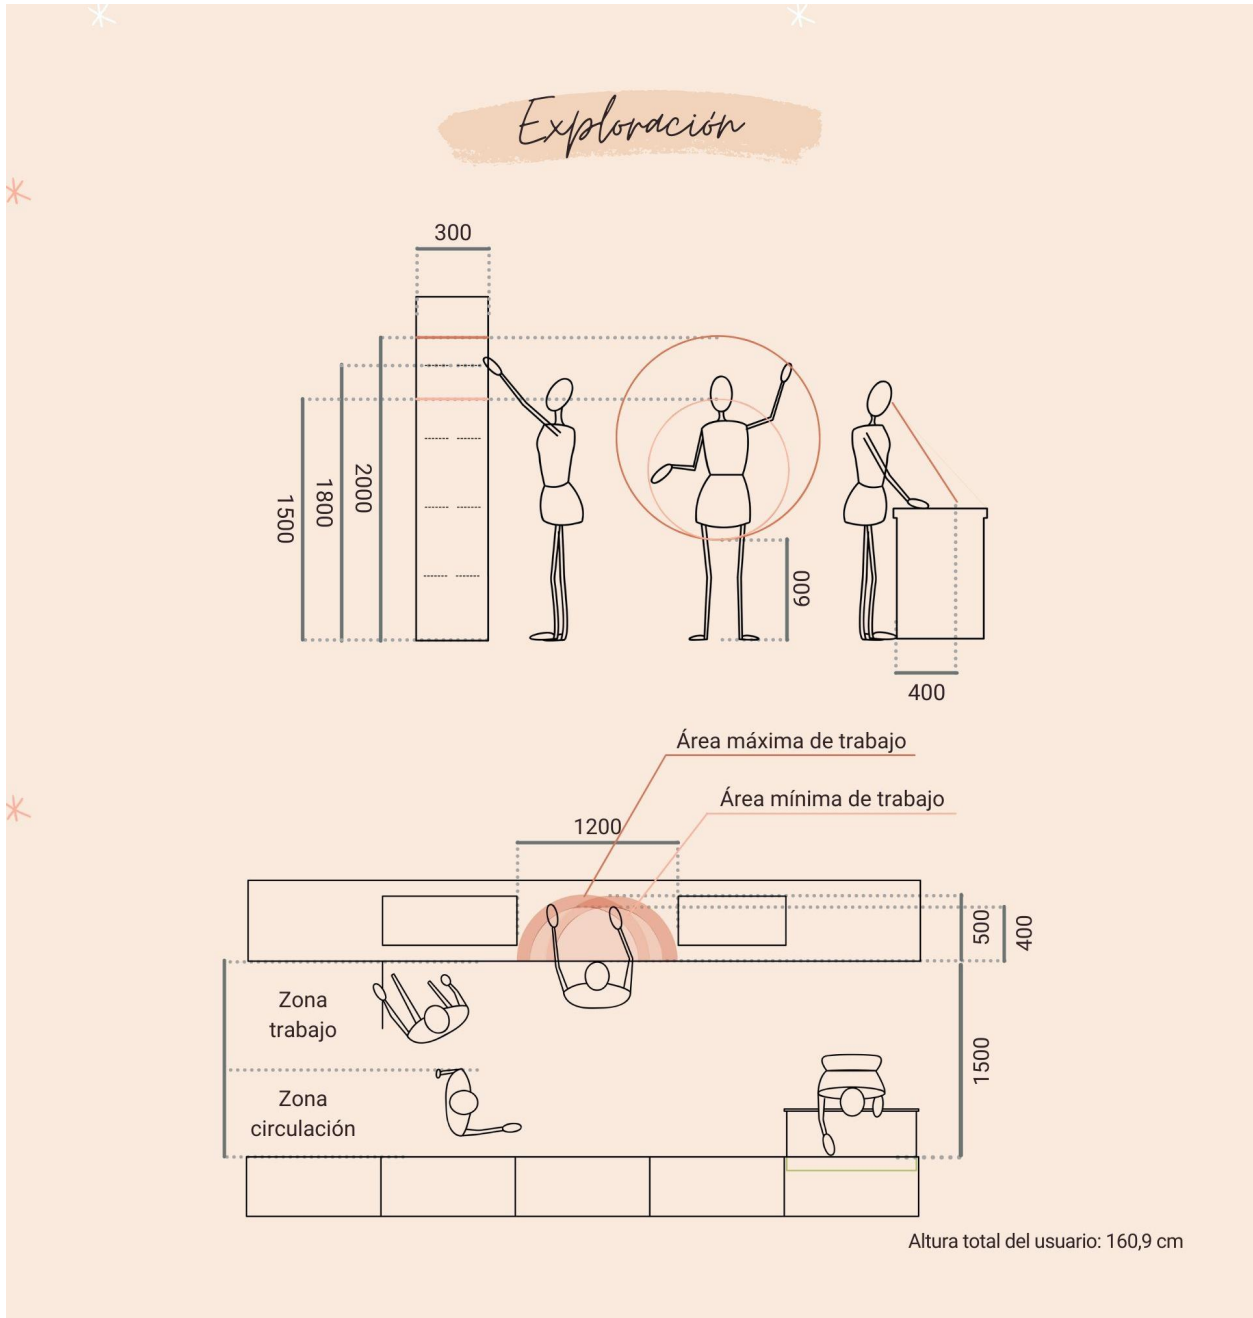 Exploración
300
1500
1800
2000
600
400
Área máxima de trabajo
Área mínima de trabajo
1200
500
400
Zona
trabajo
1500
Zona
circulación
Altura total del usuario: 160,9 cm